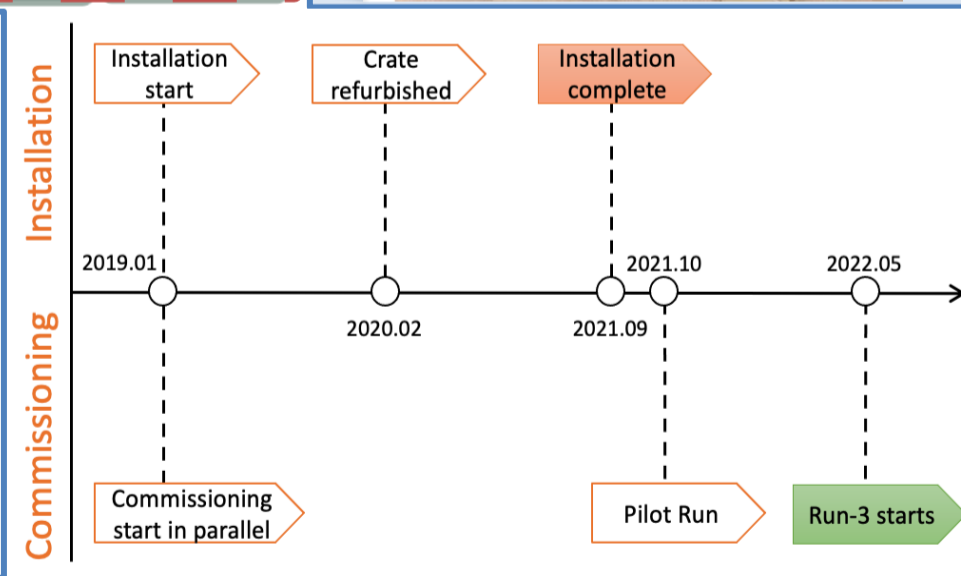 Installation
Installation
start
Crate
refurbished
Installation
complete
2019.01
2020.02
2021.09
2021.10
2022.05
Commissioning
Commissioning
start in parallel
Pilot Run
Run-3 starts